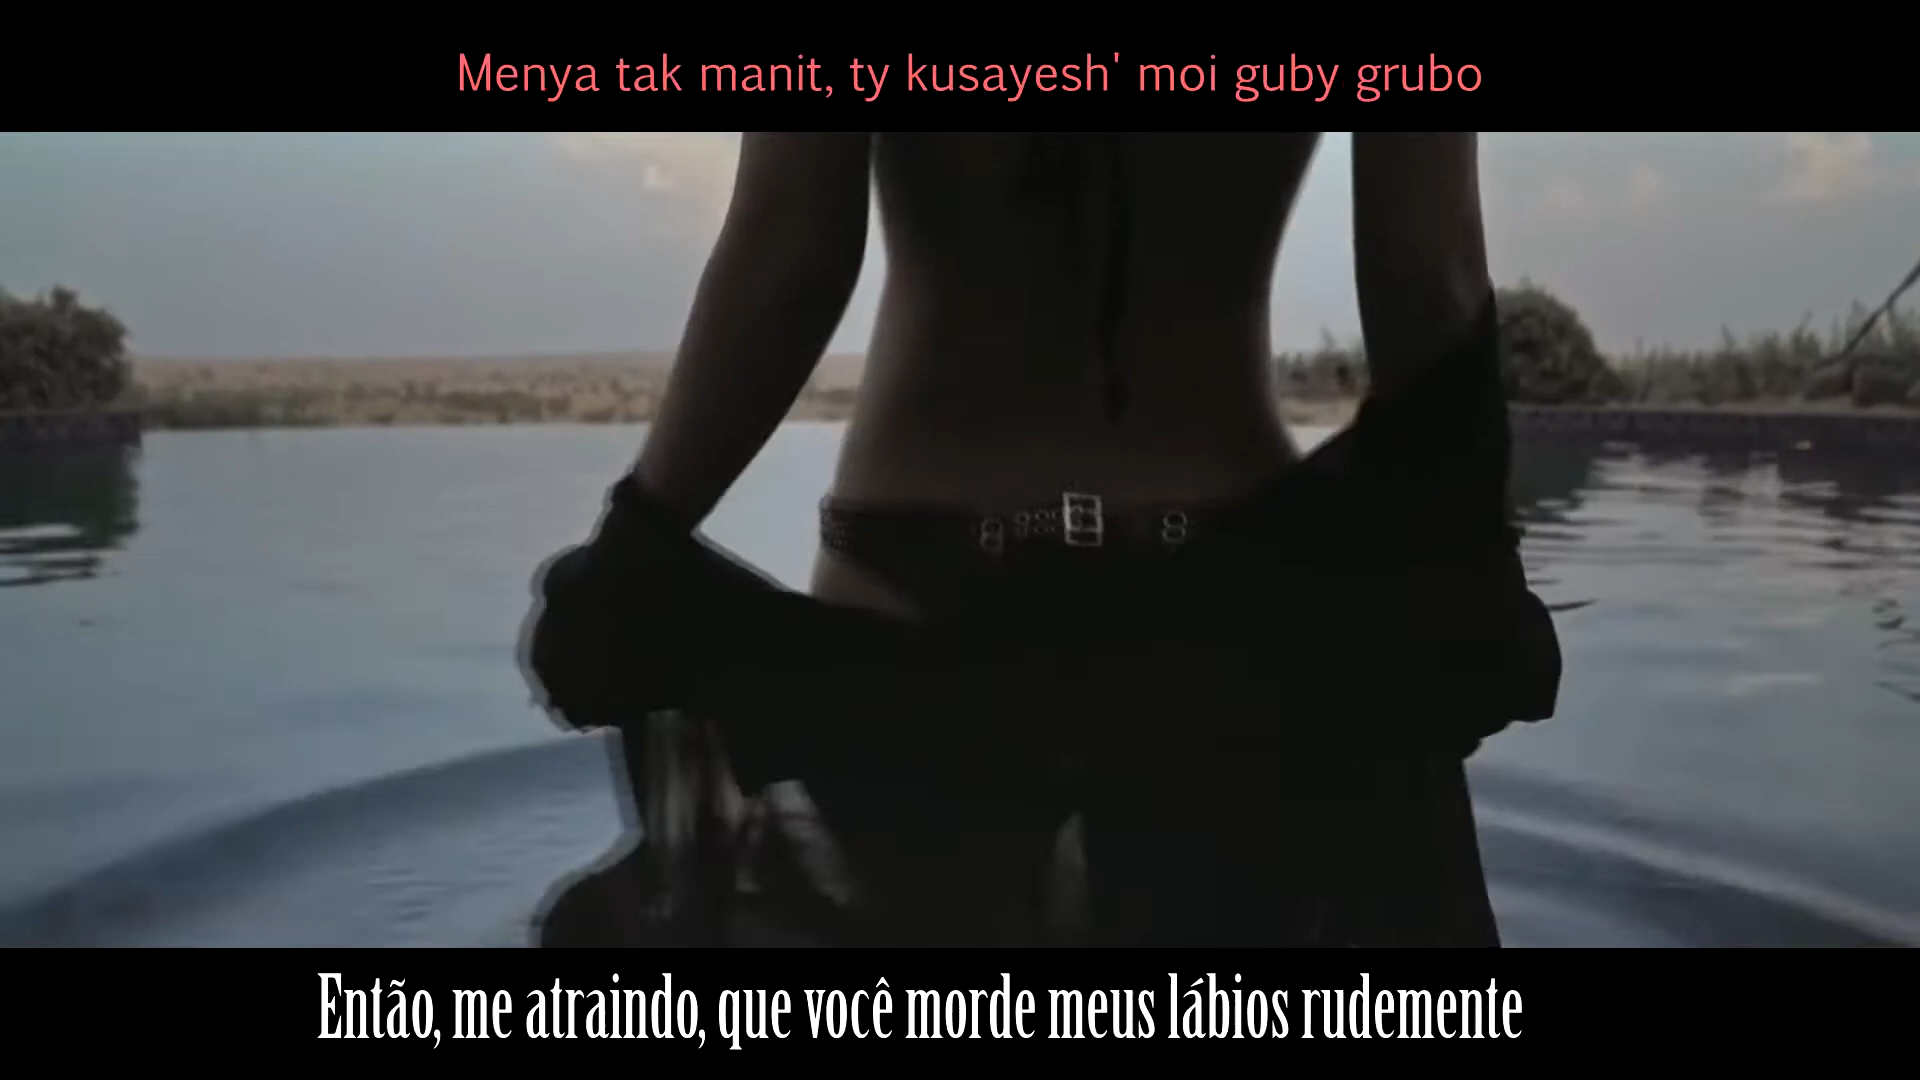 Menya tak manit, ty kusayesh' moi guby grubo
Então, me atraindo, que você morde meus lábios rudemente